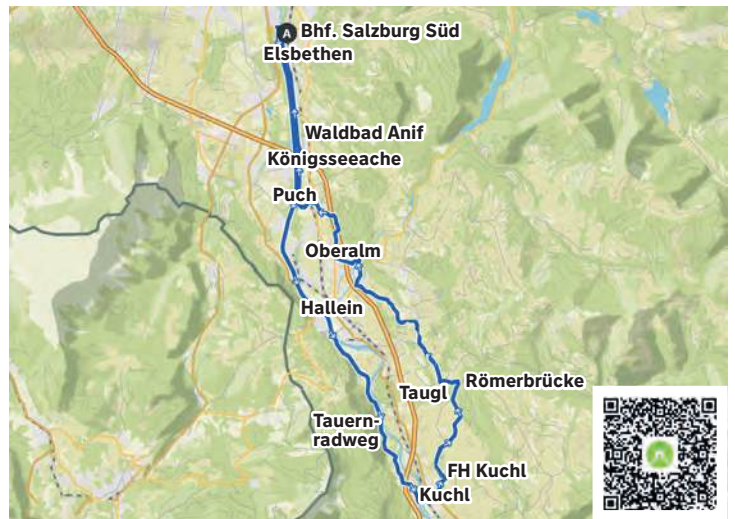 A Bhf. Salzburg Süd
Elsbethen
Waldbad Anif
Königsseeache
Puch
Oberalm
Hallein
Römerbrücke
Taugl
Tauern-
radweg
FH Kuchl
Kuchl